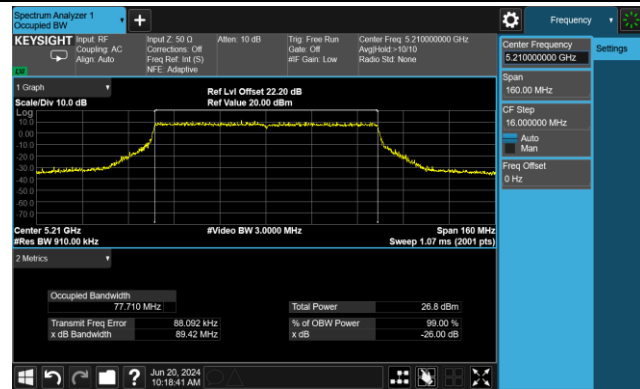 Spectrum Analyzer 1
Occupied BW
Frequency
KEYSIGHT
Input: RF
Coupling: AC
Align: Auto
Input Z: 50 Ω
Corrections: Off
Freq Ref: Int (S)
NFE: Adaptive
Atten: 10 dB
Trig: Free Run
Gate: Off
#IF Gain: Low
Center Freq: 5.210000000 GHz
Avg|Hold:>10/10
Radio Std: None
Center Frequency
5.210000000 GHz
Settings
Span
160.00 MHz
CF Step
16.000000 MHz
Auto
Man
Freq Offset
0 Hz
1 Graph
Scale/Div 10.0 dB
Ref Lvl Offset 22.20 dB
Ref Value 20.00 dBm
Log
10.0
0.00
-10.0
-20.0
-30.0
-40.0
-50.0
-60.0
-70.0
Center 5.21 GHz
#Res BW 910.00 kHz
#Video BW 3.0000 MHz
Span 160 MHz
Sweep 1.07 ms (2001 pts)
2 Metrics
Occupied Bandwidth
77.710 MHz
Total Power 26.8 dBm
Transmit Freq Error 88.092 kHz
% of OBW Power 99.00 %
x dB Bandwidth 89.42 MHz
x dB -26.00 dB
?
Jun 20, 2024
10:18:41 AM